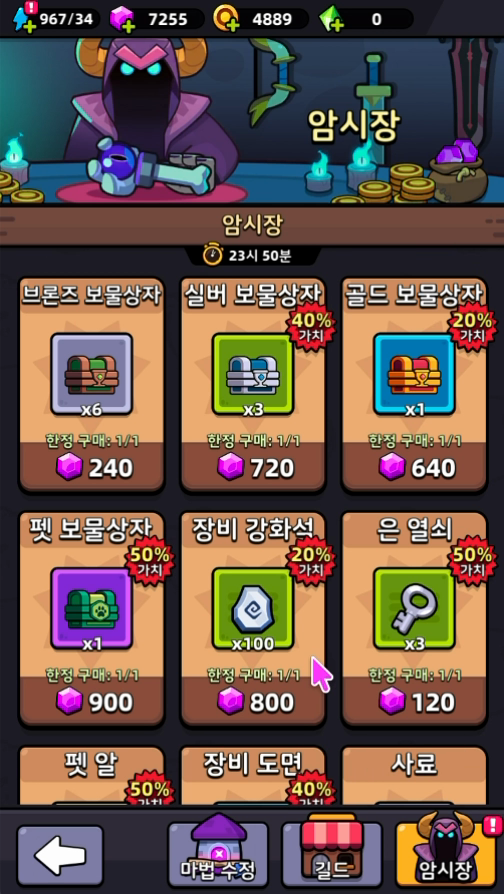 967/34 7255 4889 0
암시장
암시장
23시 50분
브론즈 보물상자 실버 보물상자 골드 보물상자
40% 가치 20% 가치
x6 x3 x1
한정 구매: 1/1 한정 구매: 1/1 한정 구매: 1/1
240 720 640
펫 보물상자 장비 강화석 은 열쇠
50% 가치 20% 가치 50% 가치
x1 x100 x3
한정 구매: 1/1 한정 구매: 1/1 한정 구매: 1/1
900 800 120
펫 알 장비 도면 사료
50% 가치 40% 가치
마법 수정 길드 암시장